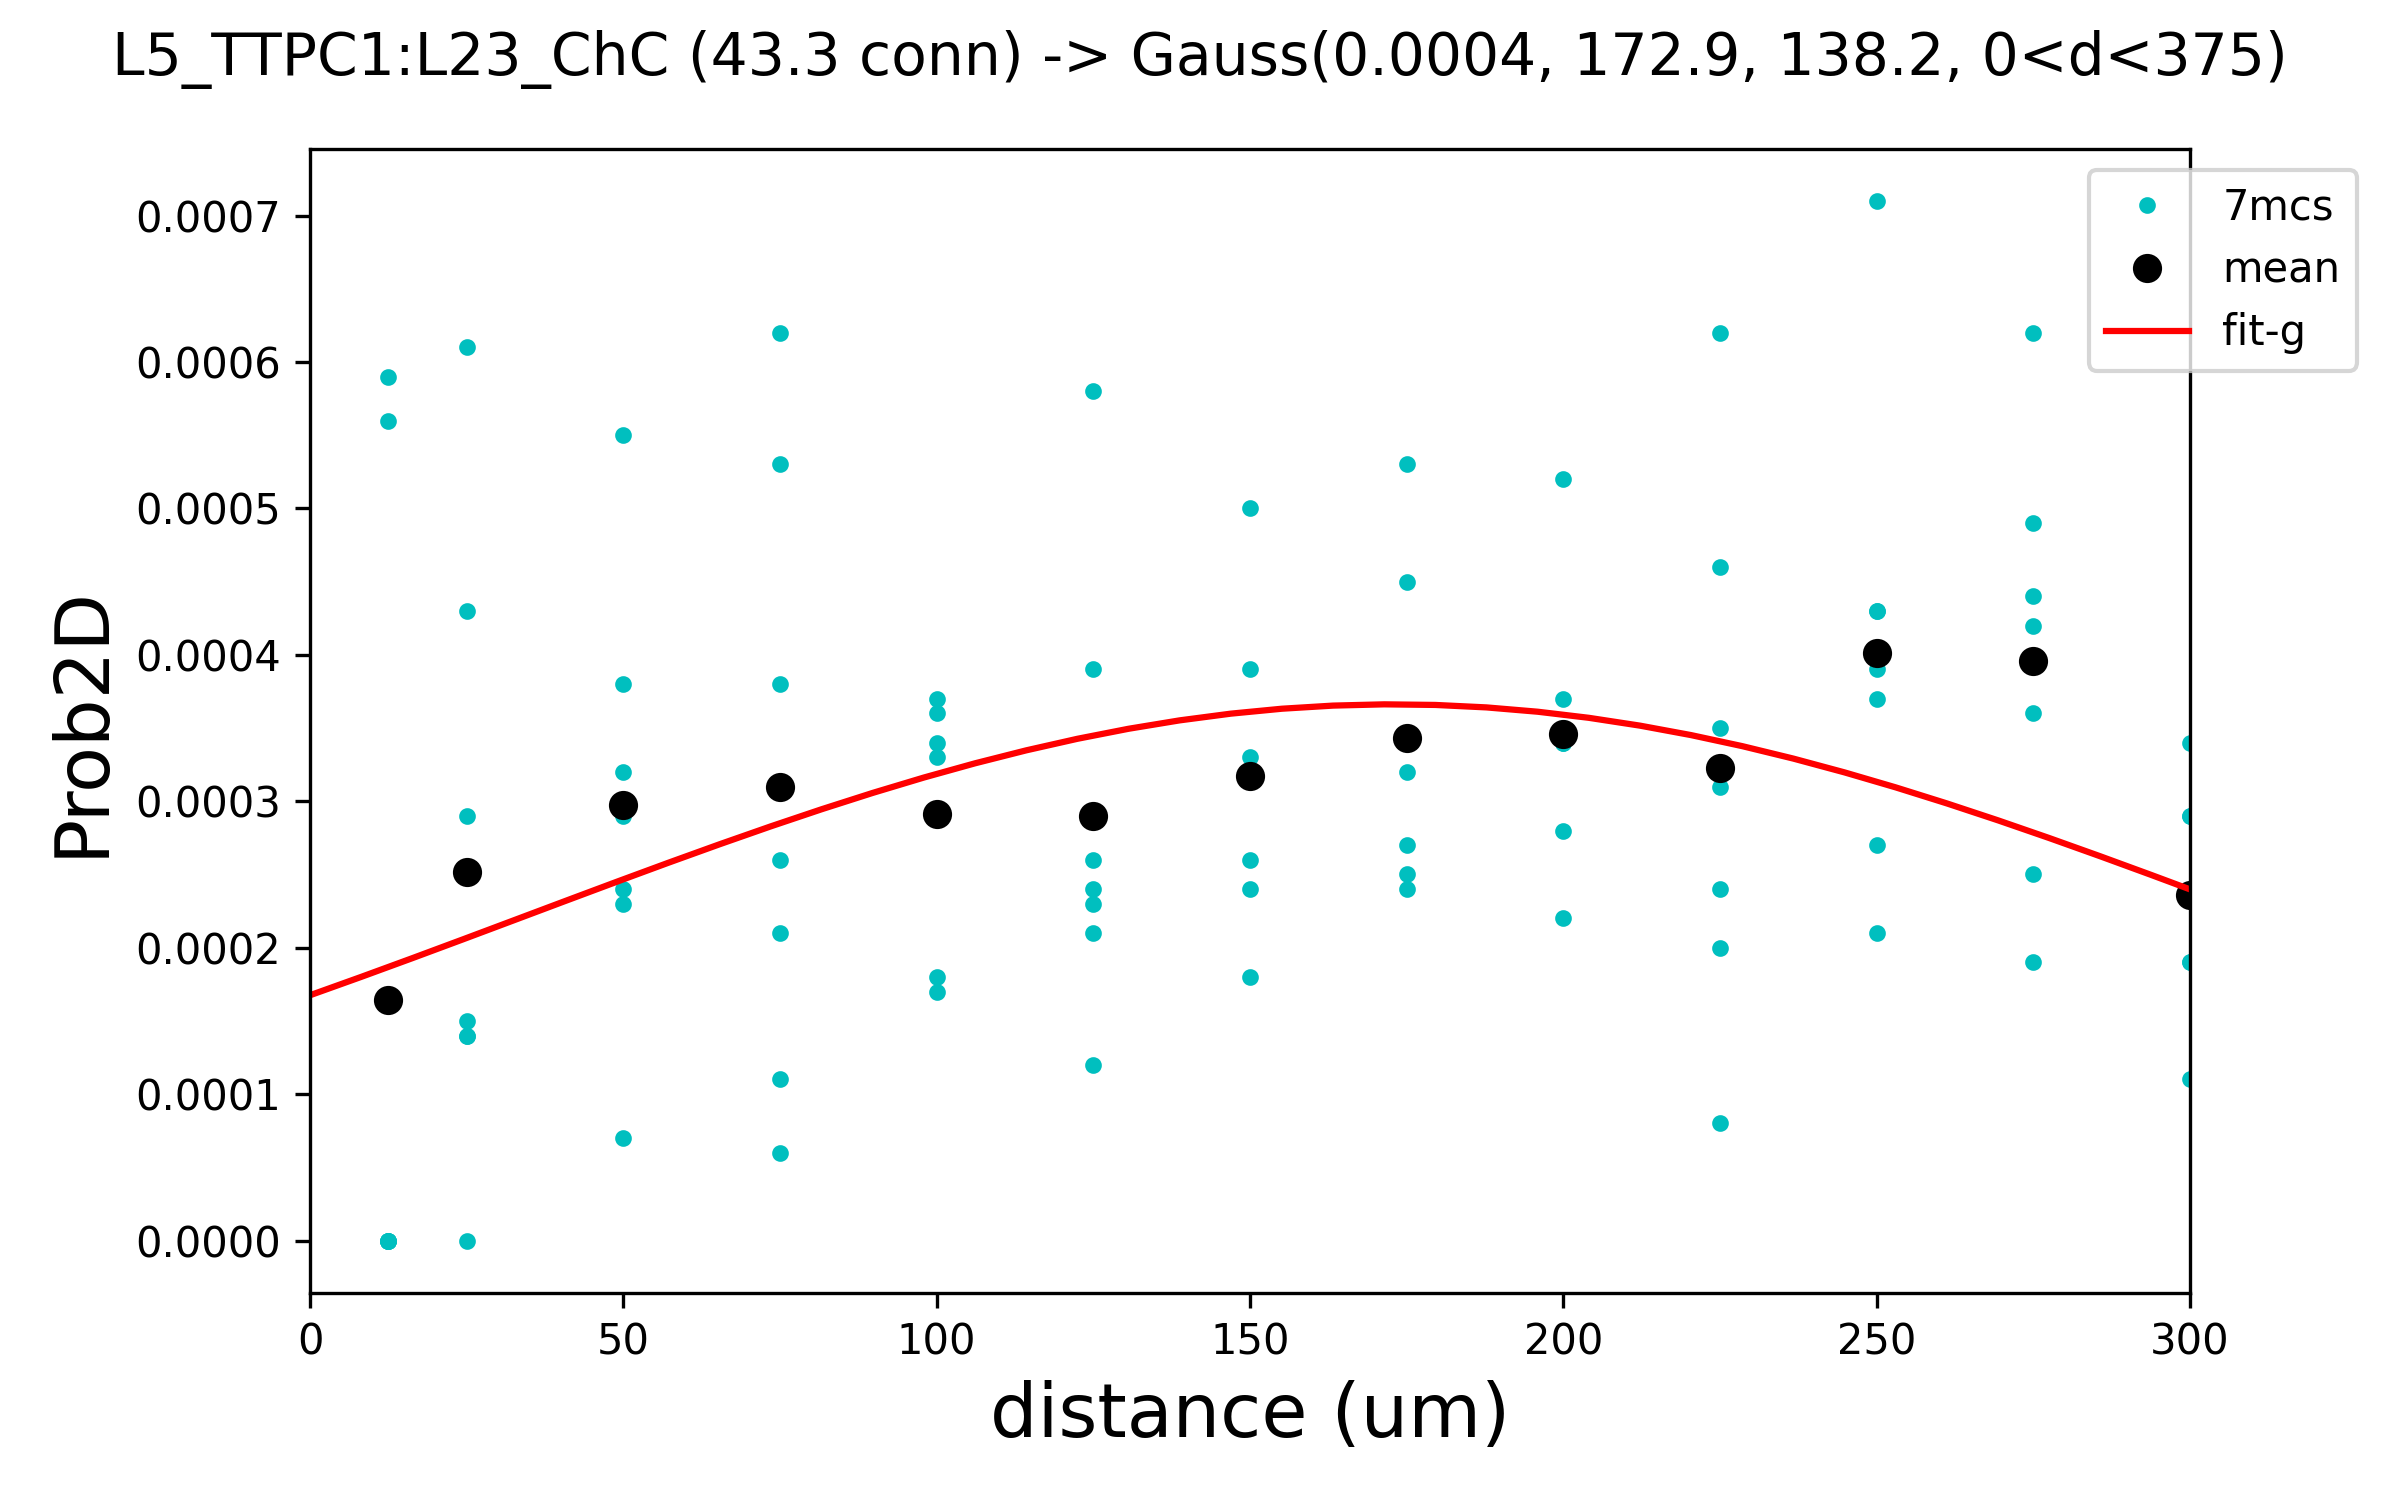 L5_TTPC1:L23_ChC (43.3 conn) -> Gauss(0.0004, 172.9, 138.2, 0<d<375)
7mcs
mean
fit-g
0.0007
0.0006
0.0005
0.0004
0.0003
0.0002
0.0001
0.0000
Prob2D
0 50 100 150 200 250 300
distance (um)